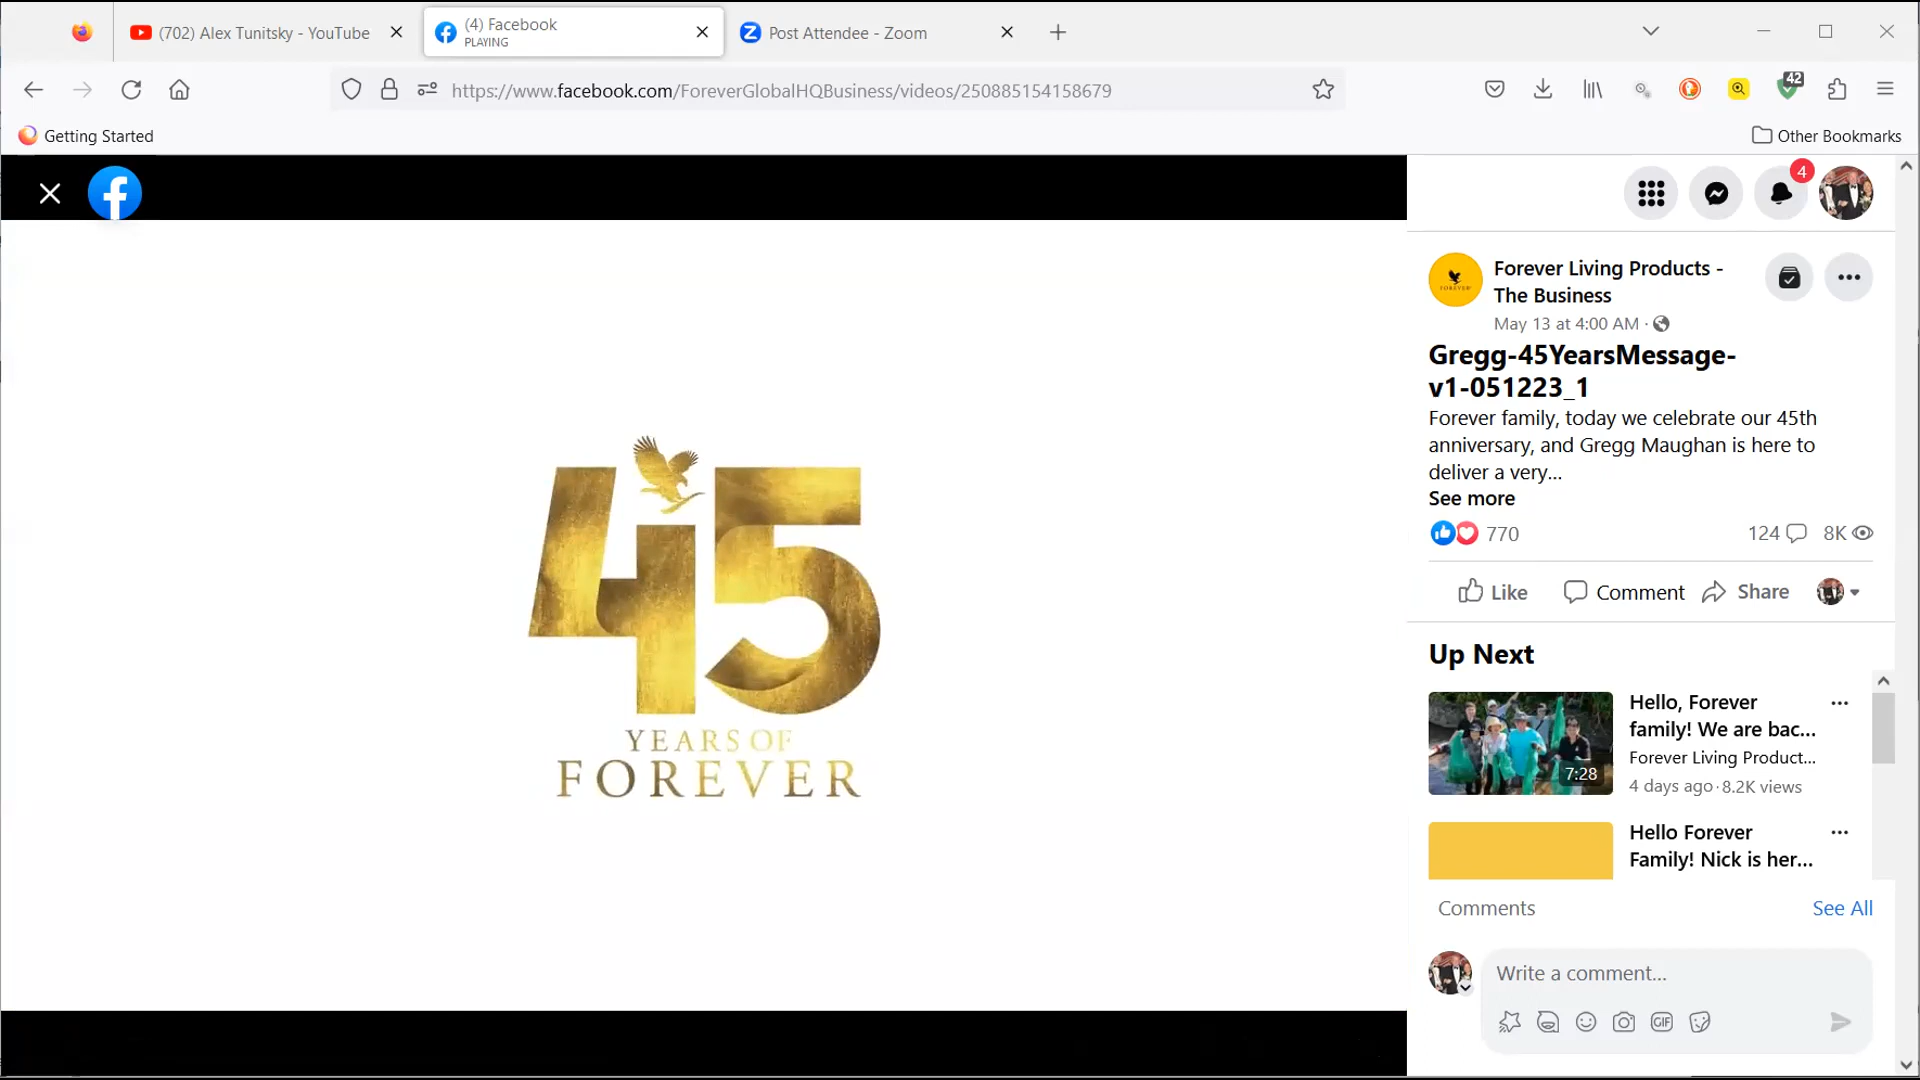 (702) Alex Tunitsky - YouTube
(4) Facebook
PLAYING
Post Attendee - Zoom
https://www.facebook.com/ForeverGlobalHQBusiness/videos/250885154158679
42
Getting Started
Other Bookmarks
4
Forever Living Products -
The Business
May 13 at 4:00 AM ·
Gregg-45YearsMessage-
v1-051223_1
Forever family, today we celebrate our 45th
anniversary, and Gregg Maughan is here to
deliver a very...
See more
770
124
8K
Like
Comment
Share
45
YEARS OF
FOREVER
Up Next
Hello, Forever
family! We are bac...
Forever Living Product...
4 days ago · 8.2K views
7:28
Hello Forever
Family! Nick is her...
Comments
See All
Write a comment...
GIF